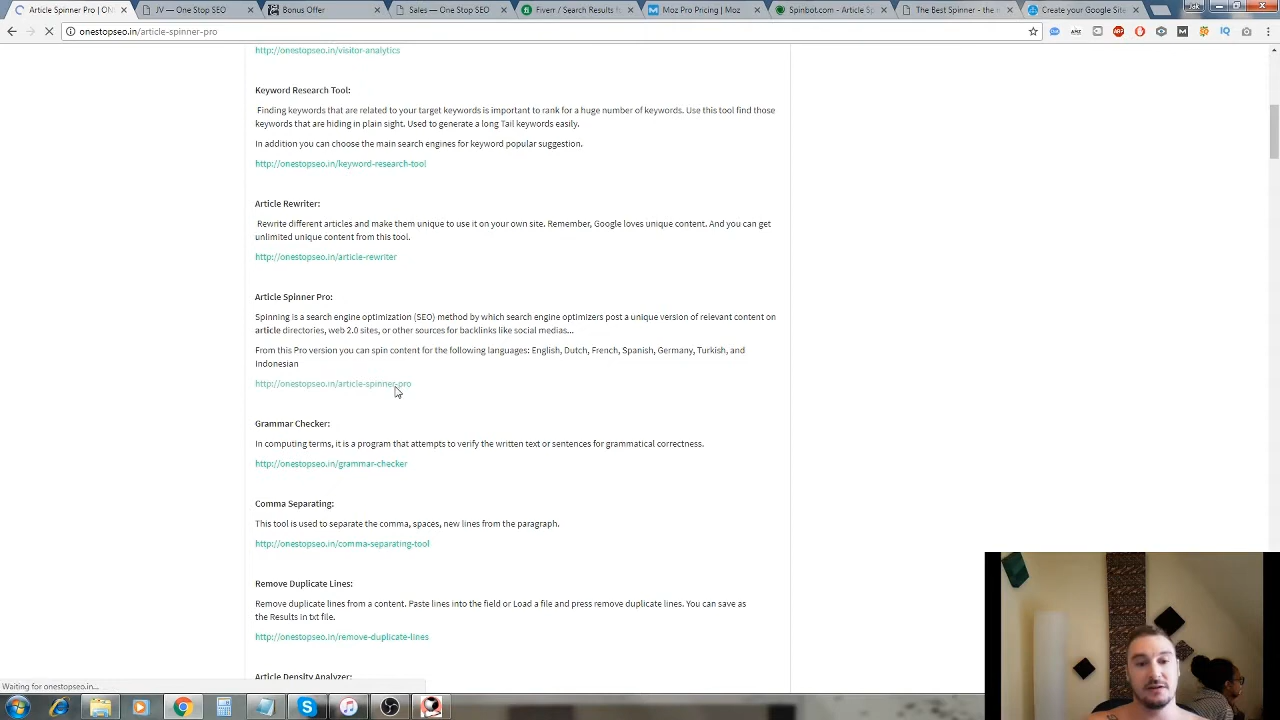 Article Spinner Pro | ON
JV — One Stop SEO
Bonus Offer
Sales — One Stop SEO
Fiverr / Search Results f
Moz Pro Pricing | Moz
Spinbot.com - Article Sp
The Best Spinner - the #
Create your Google Site
onestopseo.in/article-spinner-pro
http://onestopseo.in/visitor-analytics
Keyword Research Tool:
Finding keywords that are related to your target keywords is important to rank for a huge number of keywords. Use this tool find those
keywords that are hiding in plain sight. Used to generate a long Tail keywords easily.
In addition you can choose the main search engines for keyword popular suggestion.
http://onestopseo.in/keyword-research-tool
Article Rewriter:
Rewrite different articles and make them unique to use it on your own site. Remember, Google loves unique content. And you can get
unlimited unique content from this tool.
http://onestopseo.in/article-rewriter
Article Spinner Pro:
Spinning is a search engine optimization (SEO) method by which search engine optimizers post a unique version of relevant content on
article directories, web 2.0 sites, or other sources for backlinks like social medias...
From this Pro version you can spin content for the following languages: English, Dutch, French, Spanish, Germany, Turkish, and
Indonesian
http://onestopseo.in/article-spinner-pro
Grammar Checker:
In computing terms, it is a program that attempts to verify the written text or sentences for grammatical correctness.
http://onestopseo.in/grammar-checker
Comma Separating:
This tool is used to separate the comma, spaces, new lines from the paragraph.
http://onestopseo.in/comma-separating-tool
Remove Duplicate Lines:
Remove duplicate lines from a content. Paste lines into the field or Load a file and press remove duplicate lines. You can save as
the Results in txt file.
http://onestopseo.in/remove-duplicate-lines
Article Density Analyzer:
Waiting for onestopseo.in...